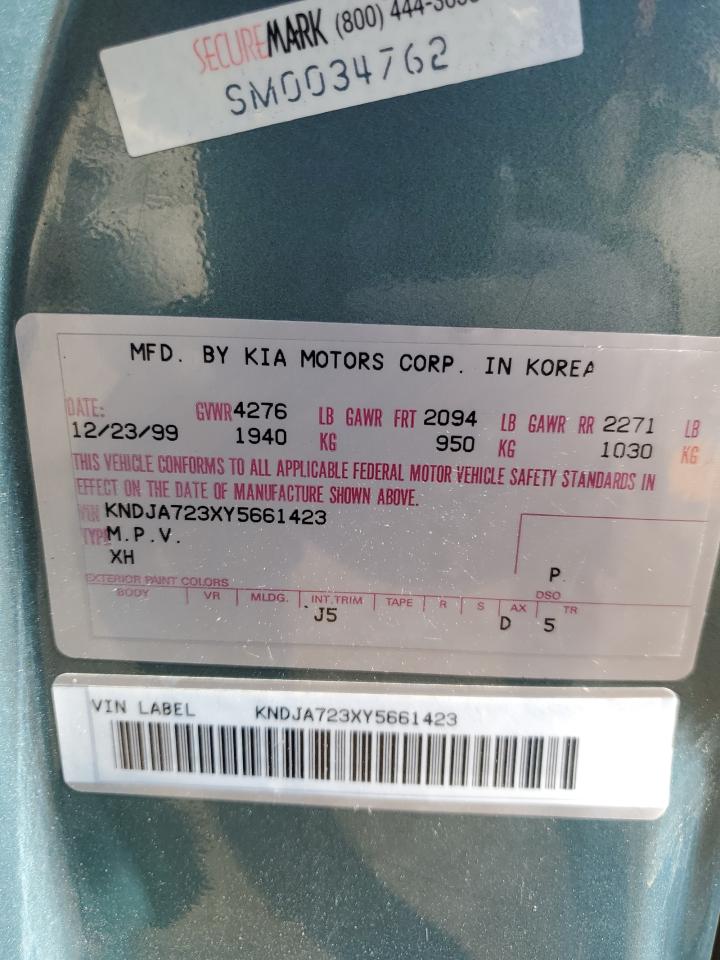 SECUREMARK (800)
SM0034762
MFD. BY KIA MOTORS CORP. IN KOREA
DATE: GVWR 4276 LB GAWR FRT 2094 LB GAWR RR 2271 LB
12/23/99 1940 KG 950 KG 1030 KG
THIS VEHICLE CONFORMS TO ALL APPLICABLE FEDERAL MOTOR VEHICLE SAFETY STANDARDS IN
EFFECT ON THE DATE OF MANUFACTURE SHOWN ABOVE.
VIN KNDJA723XY5661423
TYPE M.P.V.
XH
P
EXTERIOR PAINT COLORS DSO
BODY VR MLDG. INT.TRIM TAPE R S AX TR
J5 D 5
VIN LABEL KNDJA723XY5661423